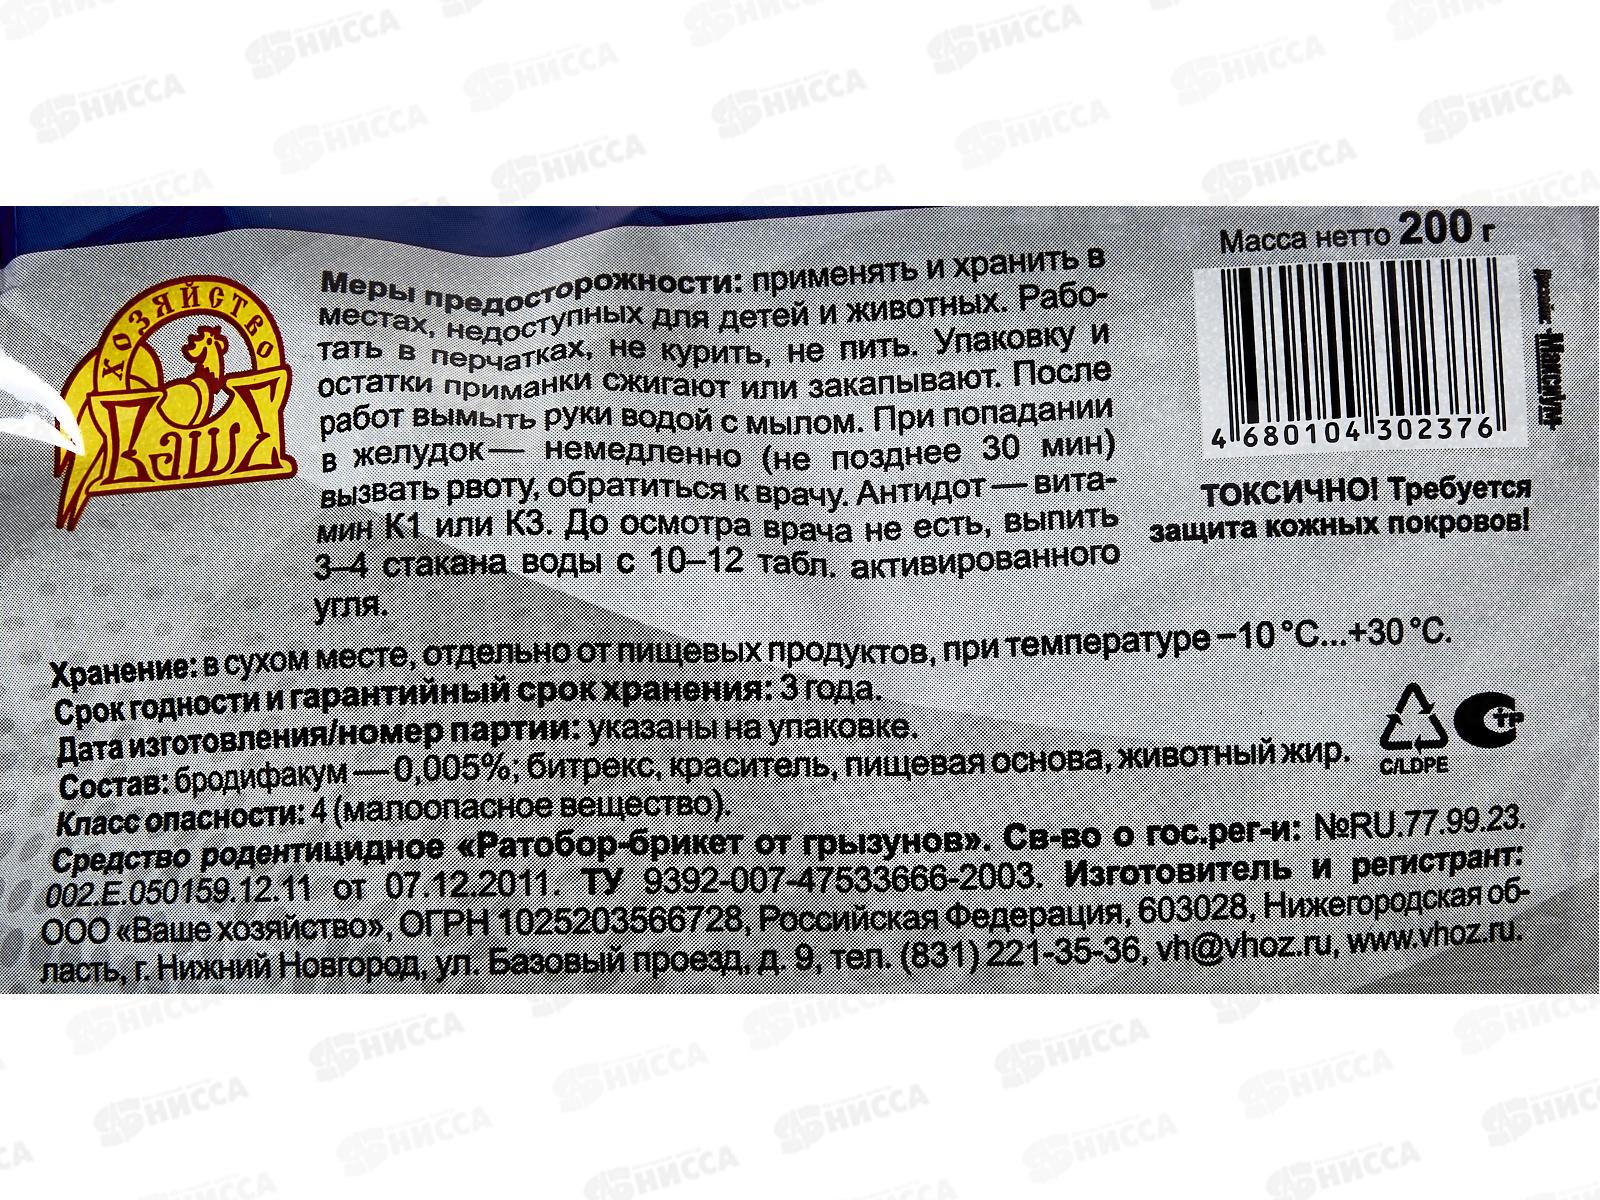 Масса нетто 200 г
ХОЗЯЙСТВО
ВАШЕ
Меры предосторожности: применять и хранить в
местах, недоступных для детей и животных. Рабо-
тать в перчатках, не курить, не пить. Упаковку и
остатки приманки сжигают или закапывают. После
работ вымыть руки водой с мылом. При попадании
в желудок— немедленно (не позднее 30 мин)
вызвать рвоту, обратиться к врачу. Антидот — вита-
мин К1 или К3. До осмотра врача не есть, выпить
3–4 стакана воды с 10–12 табл. активированного
угля.
4 680104 302376
ТОКСИЧНО! Требуется
защита кожных покровов!
Хранение: в сухом месте, отдельно от пищевых продуктов, при температуре –10 °С...+30 °С.
Срок годности и гарантийный срок хранения: 3 года.
Дата изготовления/номер партии: указаны на упаковке.
Состав: бродифакум — 0,005%; битрекс, краситель, пищевая основа, животный жир.
C/LDPE
Класс опасности: 4 (малоопасное вещество).
Средство родентицидное «Ратобор-брикет от грызунов». Св-во о гос.рег-и: №RU.77.99.23.
002.Е.050159.12.11 от 07.12.2011. ТУ 9392-007-47533666-2003. Изготовитель и регистрант:
ООО «Ваше хозяйство», ОГРН 1025203566728, Российская Федерация, 603028, Нижегородская об-
ласть, г. Нижний Новгород, ул. Базовый проезд, д. 9, тел. (831) 221-35-36, vh@vhoz.ru, www.vhoz.ru.